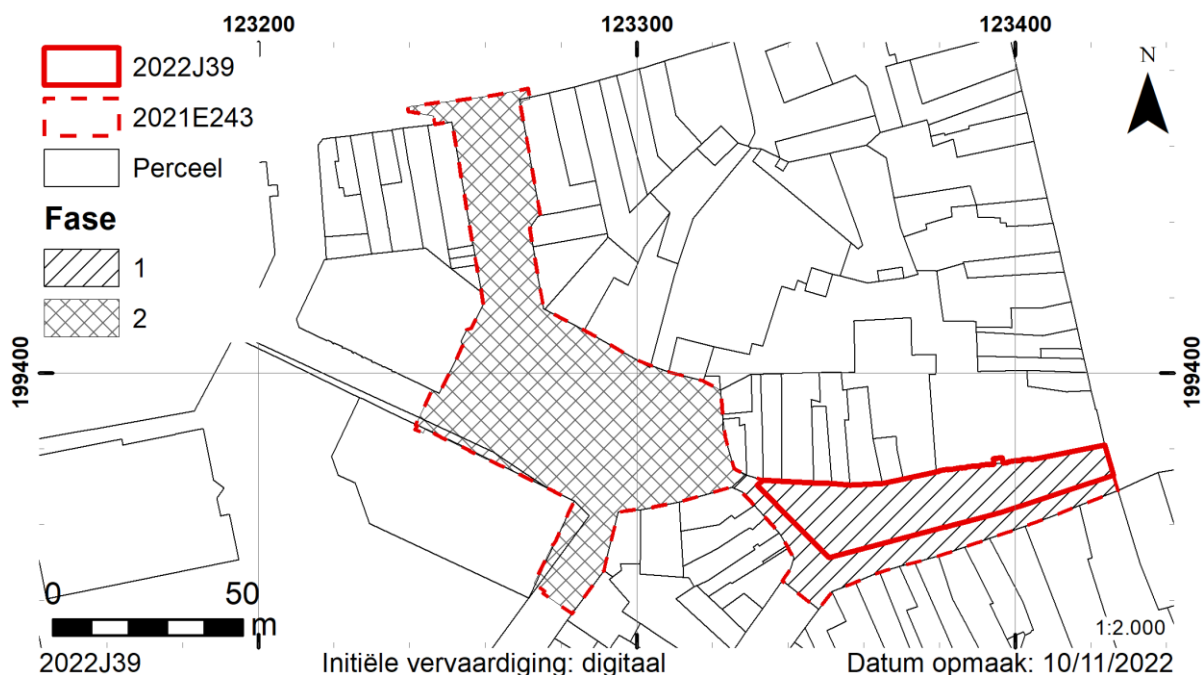 123200 123300 123400
2022J39
2021E243
Perceel
Fase
1
2
N
199400 199400
0 50
m
1:2.000
2022J39 Initiële vervaardiging: digitaal Datum opmaak: 10/11/2022